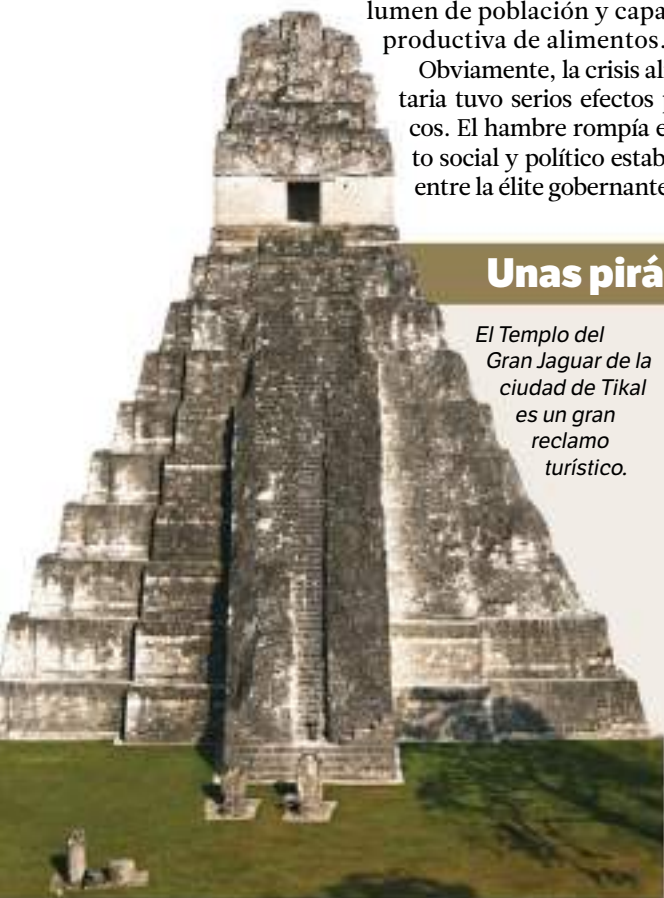 lumen de población y capa
productiva de alimentos.
Obviamente, la crisis al
taria tuvo serios efectos
cos. El hambre rompía e
to social y político estab
entre la élite gobernante
Unas pirá
El Templo del
Gran Jaguar de la
ciudad de Tikal
es un gran
reclamo
turístico.